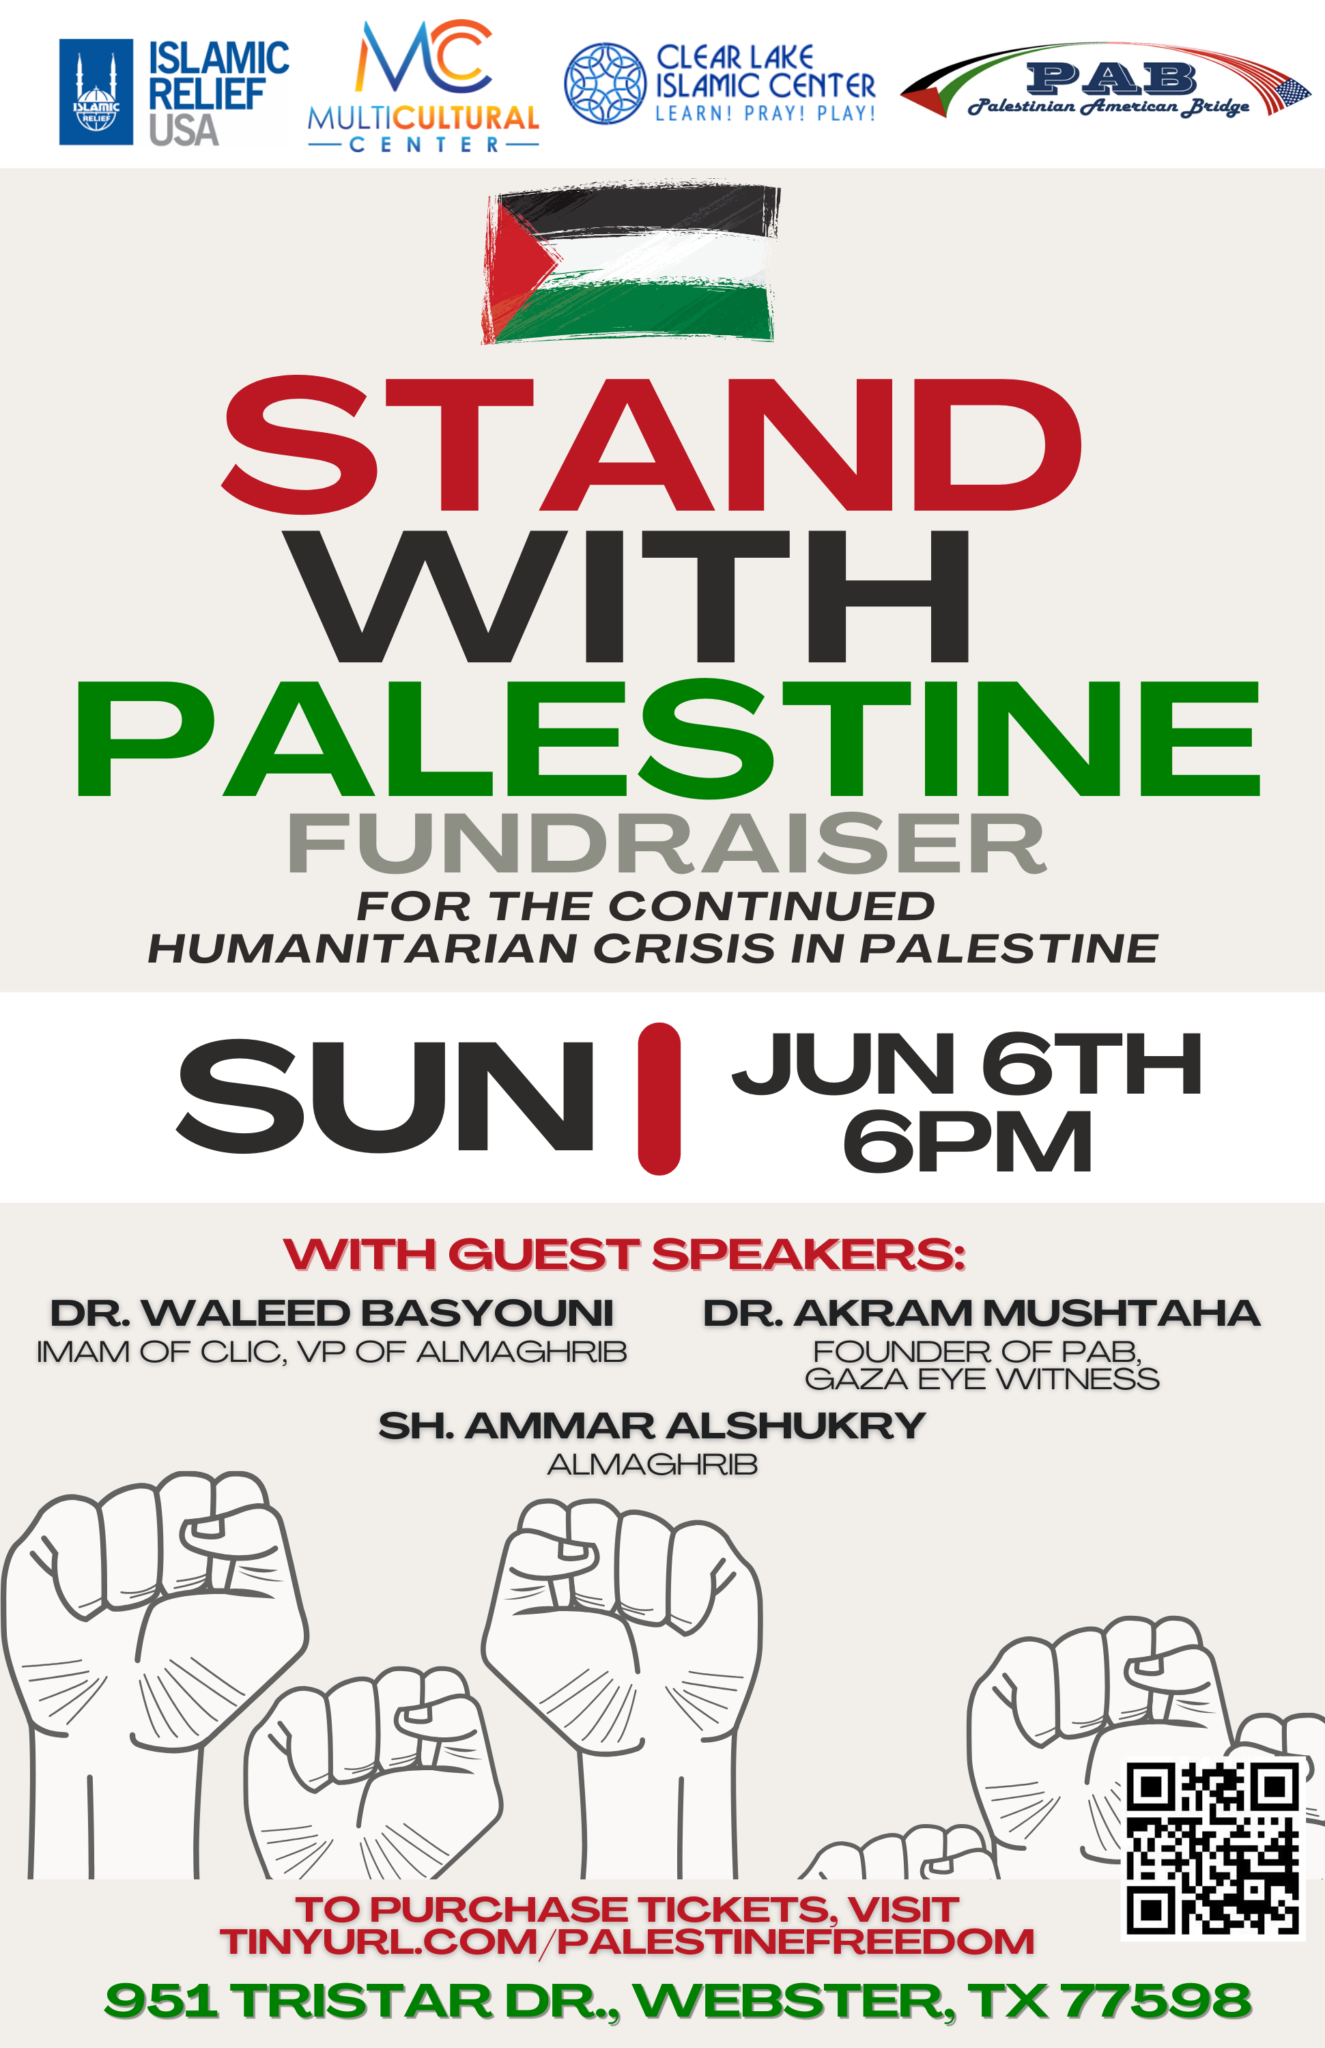 ISLAMIC
RELIEF
USA
ISLAMIC
RELIEF
MC
MULTICULTURAL
CENTER
CLEAR LAKE
ISLAMIC CENTER
LEARN! PRAY! PLAY!
PAB
Palestinian American Bridge
STAND
WITH
PALESTINE
FUNDRAISER
FOR THE CONTINUED
HUMANITARIAN CRISIS IN PALESTINE
SUN
JUN 6TH
6PM
WITH GUEST SPEAKERS:
DR. WALEED BASYOUNI
IMAM OF CLIC, VP OF ALMAGHRIB
DR. AKRAM MUSHTAHA
FOUNDER OF PAB,
GAZA EYE WITNESS
SH. AMMAR ALSHUKRY
ALMAGHRIB
TO PURCHASE TICKETS, VISIT
TINYURL.COM/PALESTINEFREEDOM
951 TRISTAR DR., WEBSTER, TX 77598